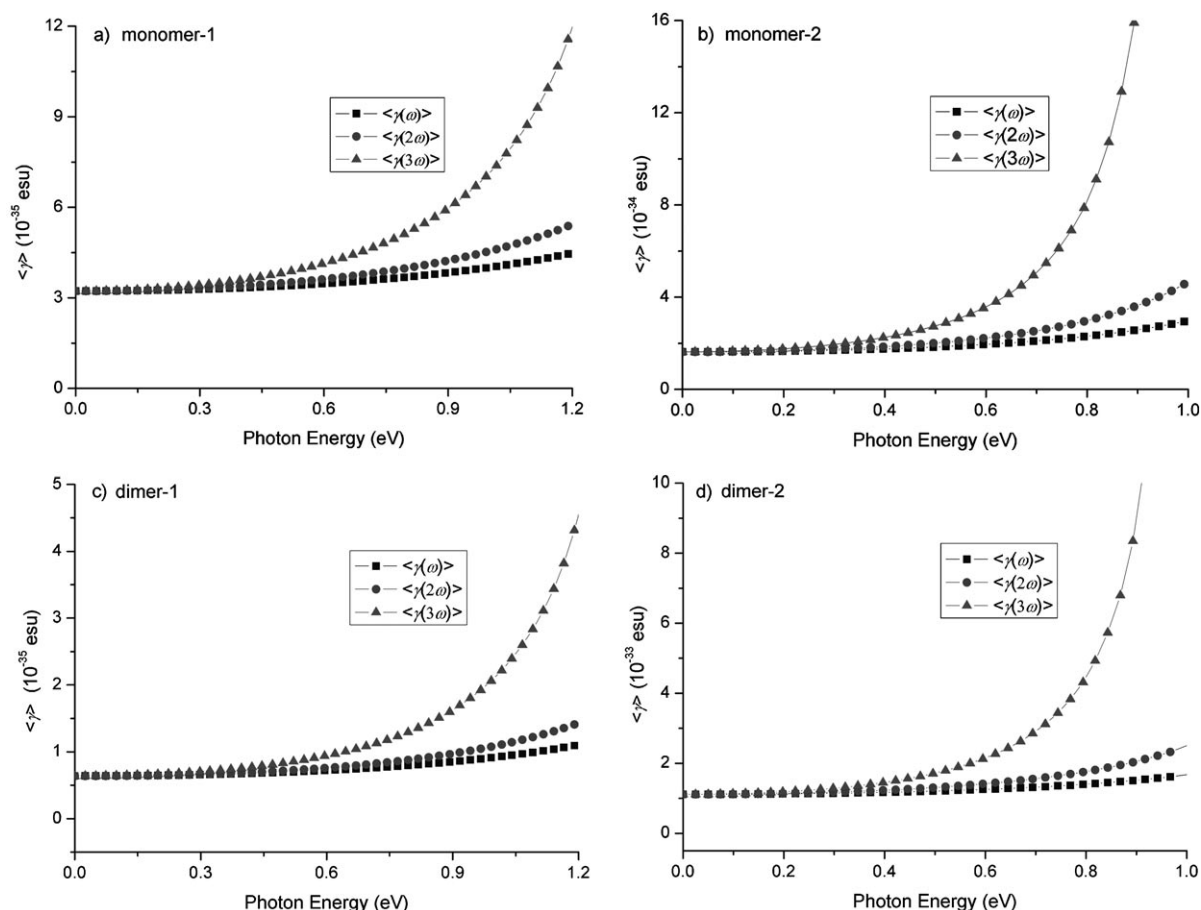 a) monomer-1
12
9
6
3
0
<γ> (10⁻³⁵ esu)
<γ(ω)>
<γ(2ω)>
<γ(3ω)>
0.0 0.3 0.6 0.9 1.2
Photon Energy (eV)
b) monomer-2
16
12
8
4
0
<γ> (10⁻³⁴ esu)
<γ(ω)>
<γ(2ω)>
<γ(3ω)>
0.0 0.2 0.4 0.6 0.8 1.0
Photon Energy (eV)
c) dimer-1
5
4
3
2
1
0
<γ> (10⁻³⁵ esu)
<γ(ω)>
<γ(2ω)>
<γ(3ω)>
0.0 0.3 0.6 0.9 1.2
Photon Energy (eV)
d) dimer-2
10
8
6
4
2
0
<γ> (10⁻³³ esu)
<γ(ω)>
<γ(2ω)>
<γ(3ω)>
0.0 0.2 0.4 0.6 0.8 1.0
Photon Energy (eV)